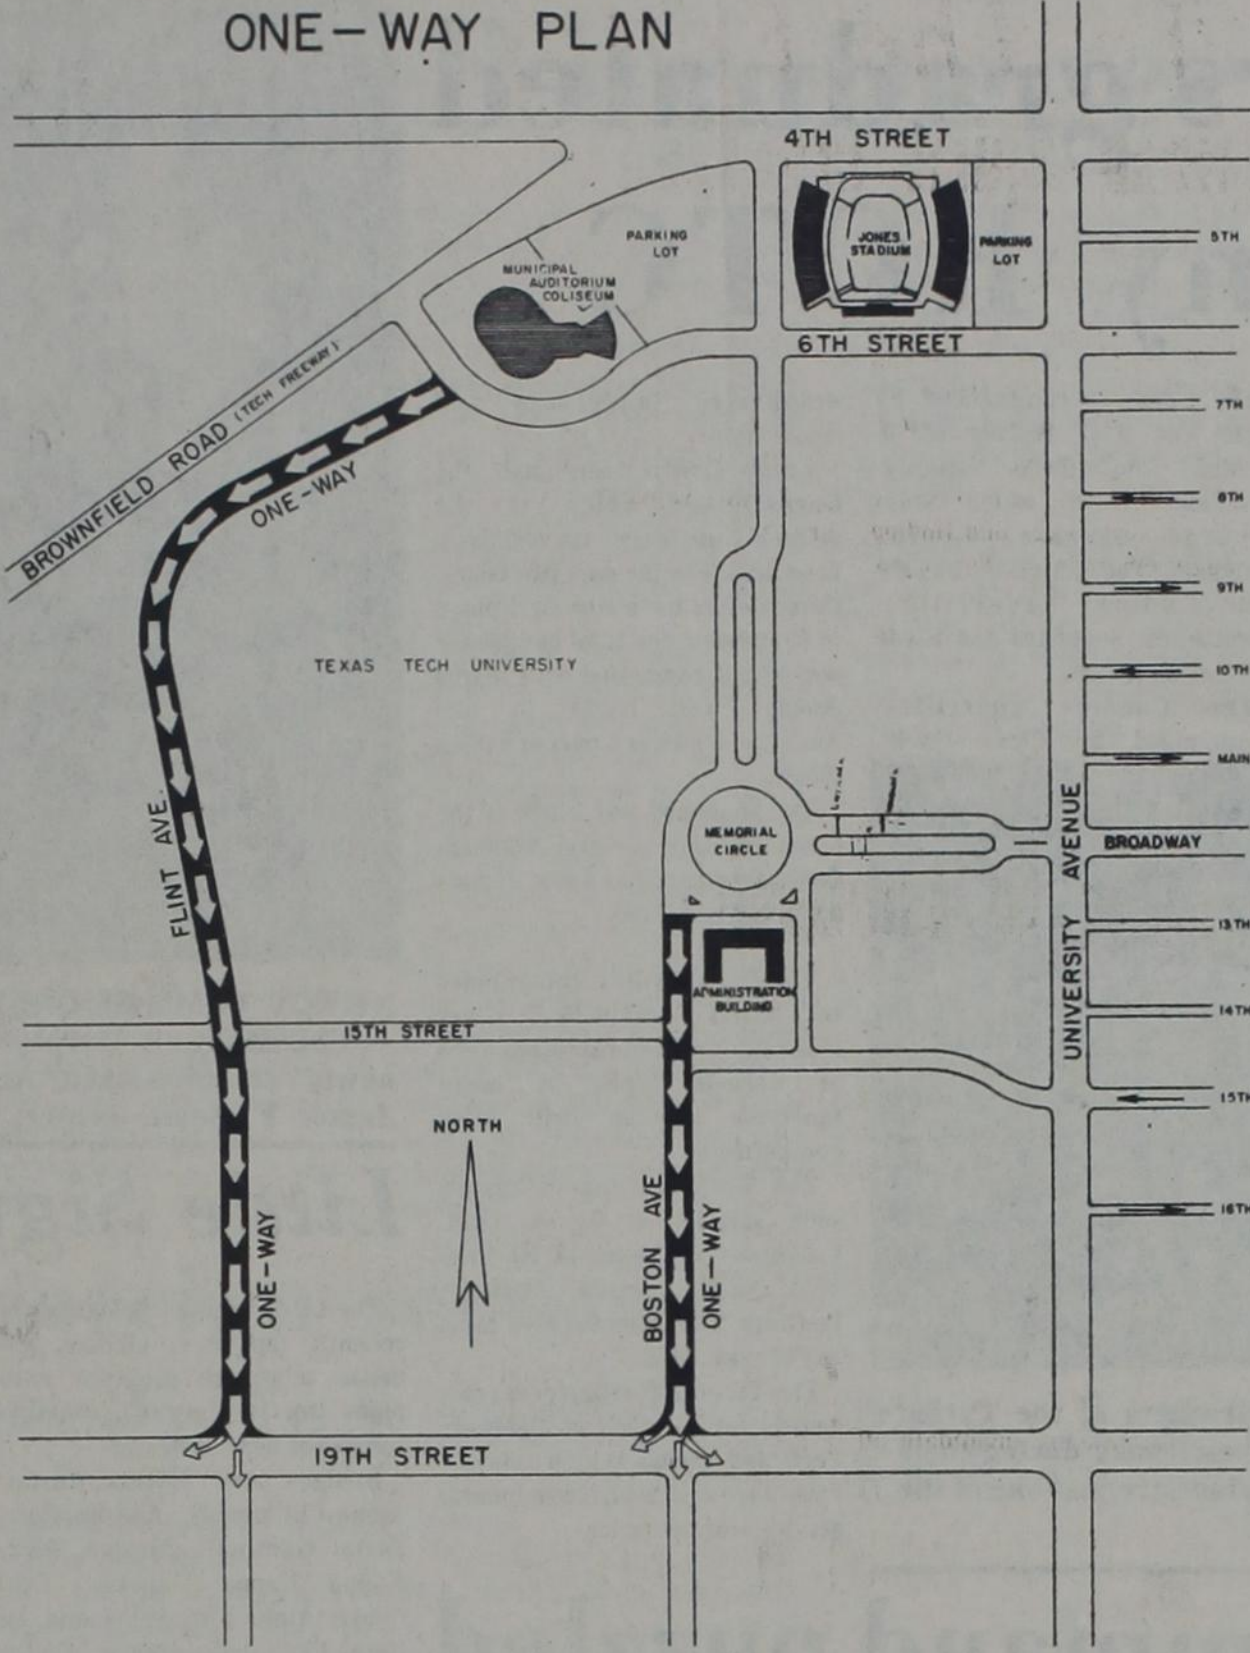 ONE-WAY PLAN
4TH STREET
5TH
PARKING
LOT
JONES
STADIUM
PARKING
LOT
MUNICIPAL
AUDITORIUM
COLISEUM
6TH STREET
7TH
BROWNFIELD ROAD (TECH FREEWAY)
ONE-WAY
8TH
9TH
TEXAS TECH UNIVERSITY
10TH
MAIN
FLINT AVE.
MEMORIAL
CIRCLE
UNIVERSITY AVENUE
BROADWAY
13TH
ADMINISTRATION
BUILDING
14TH
15TH STREET
15TH
NORTH
16TH
ONE-WAY
BOSTON AVE
ONE-WAY
19TH STREET